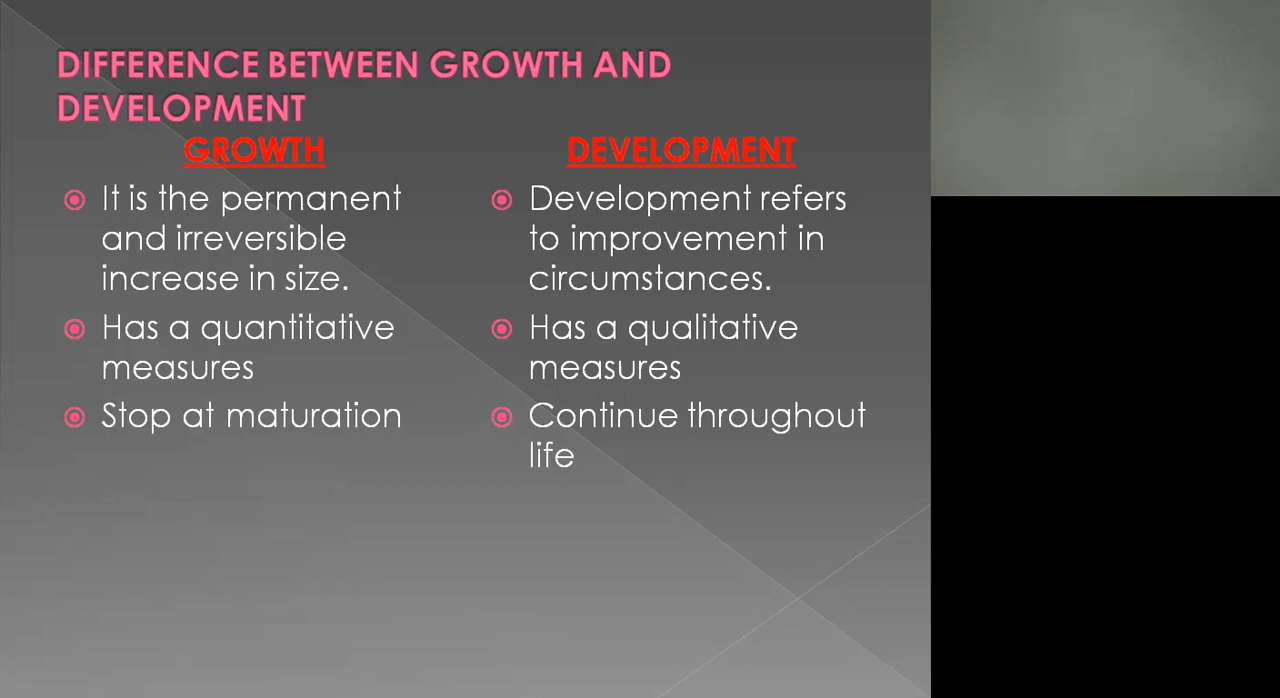 DIFFERENCE BETWEEN GROWTH AND
DEVELOPMENT
GROWTH
It is the permanent
and irreversible
increase in size.
Has a quantitative
measures
Stop at maturation
DEVELOPMENT
Development refers
to improvement in
circumstances.
Has a qualitative
measures
Continue throughout
life